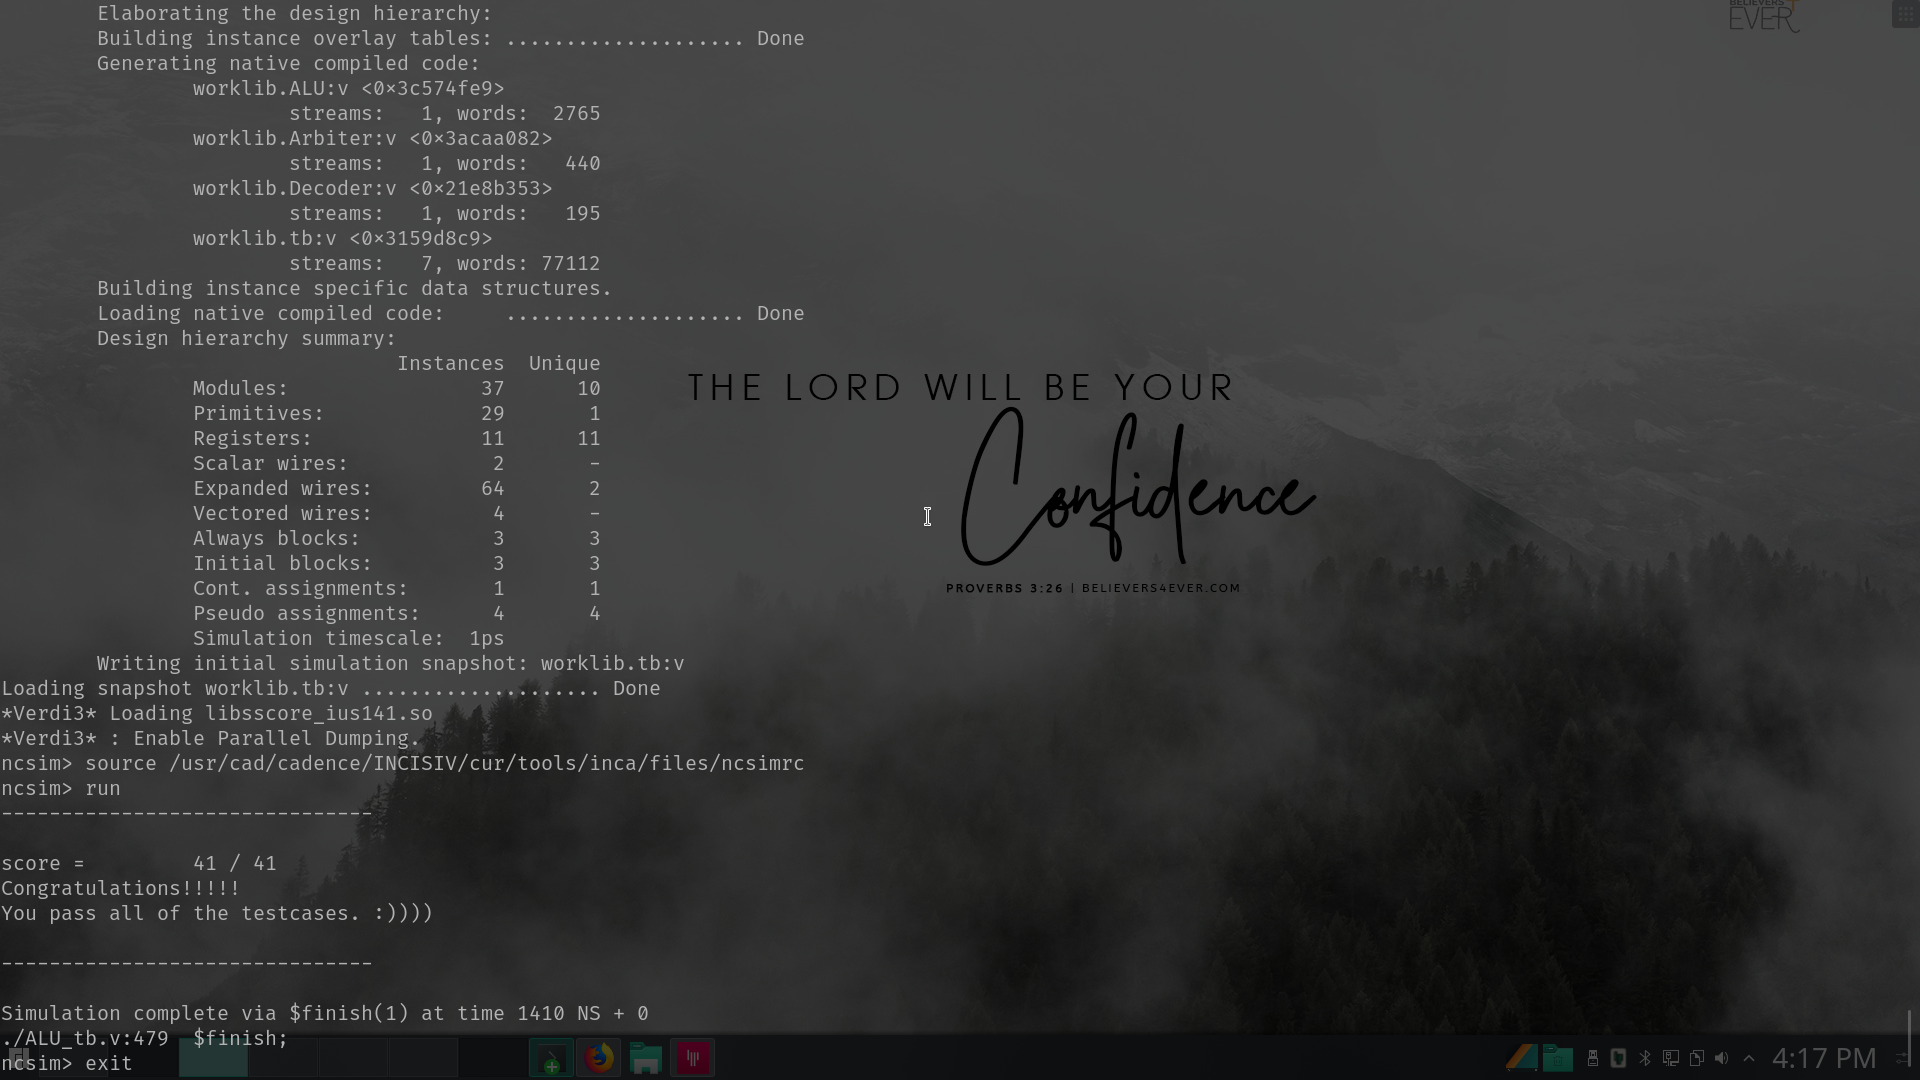 Elaborating the design hierarchy:
Building instance overlay tables: .................... Done
Generating native compiled code:
worklib.ALU:v <0×3c574fe9>
streams:   1, words:  2765
worklib.Arbiter:v <0×3acaa082>
streams:   1, words:   440
worklib.Decoder:v <0×21e8b353>
streams:   1, words:   195
worklib.tb:v <0×3159d8c9>
streams:   7, words: 77112
Building instance specific data structures.
Loading native compiled code:     .................... Done
Design hierarchy summary:
Instances  Unique
Modules:                37      10
Primitives:             29       1
Registers:              11      11
Scalar wires:            2       -
Expanded wires:         64       2
Vectored wires:          4       -
Always blocks:           3       3
Initial blocks:          3       3
Cont. assignments:       1       1
Pseudo assignments:      4       4
Simulation timescale:  1ps
Writing initial simulation snapshot: worklib.tb:v
Loading snapshot worklib.tb:v .................... Done
*Verdi3* Loading libsscore_ius141.so
*Verdi3* : Enable Parallel Dumping.
ncsim> source /usr/cad/cadence/INCISIV/cur/tools/inca/files/ncsimrc
ncsim> run
-------------------------------
score =         41 / 41
Congratulations!!!!!
You pass all of the testcases. :))))
-------------------------------
Simulation complete via $finish(1) at time 1410 NS + 0
./ALU_tb.v:479  $finish;
ncsim> exit
BELIEVERS
EVER
THE LORD WILL BE YOUR
Confidence
PROVERBS 3:26 | BELIEVERS4EVER.COM
4:17 PM